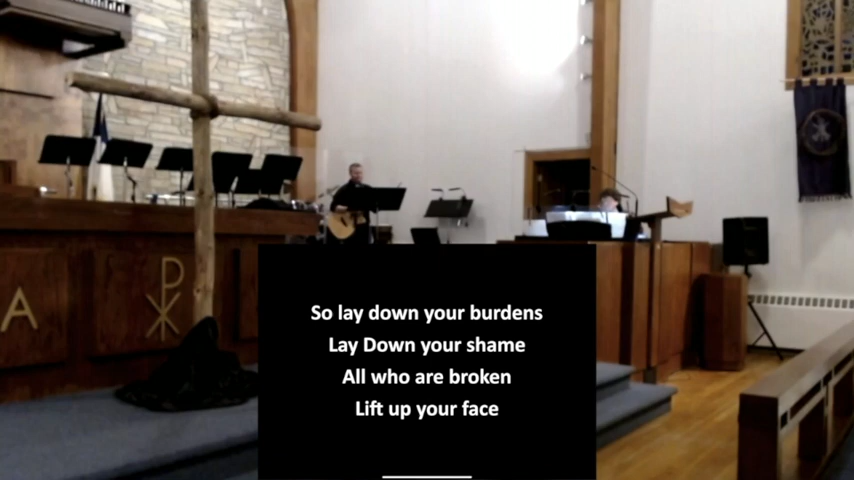 A
So lay down your burdens
Lay Down your shame
All who are broken
Lift up your face